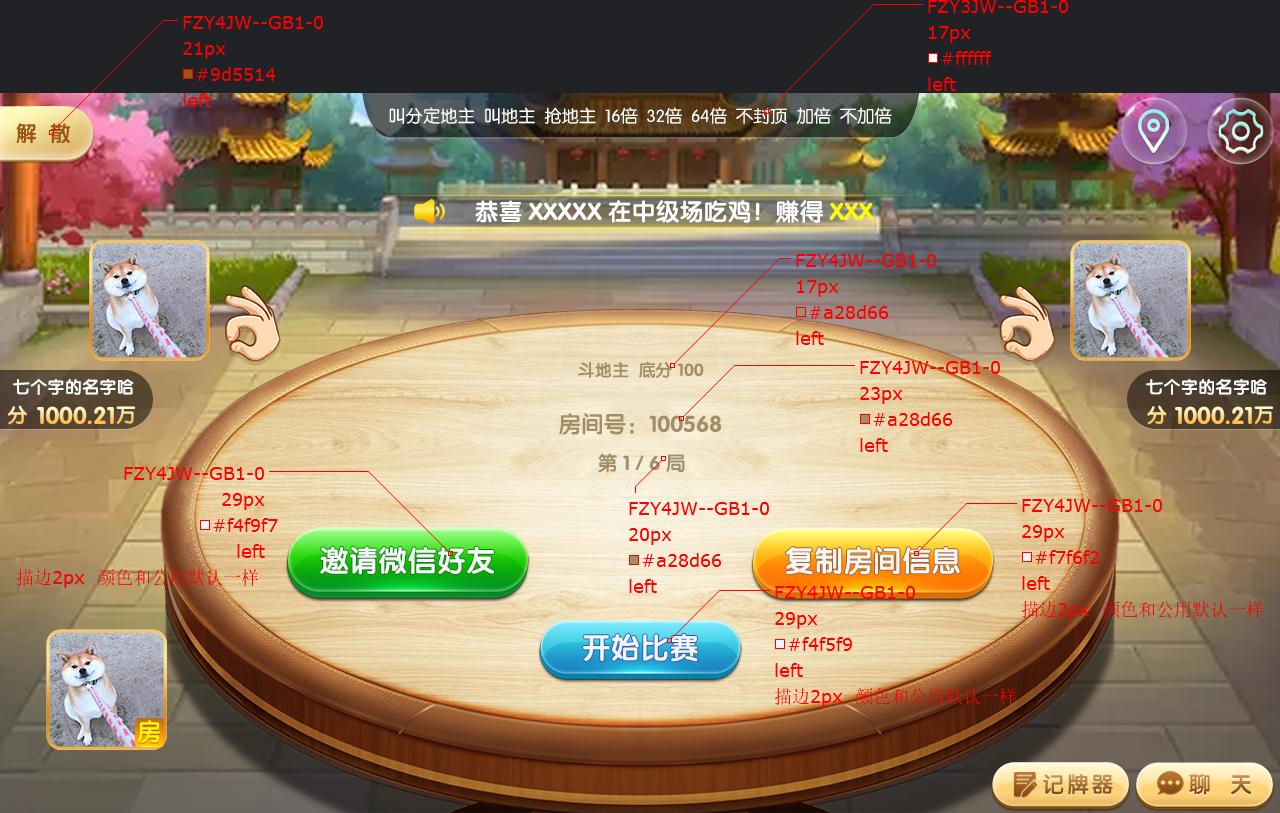 FZY4JW--GB1-0
21px
#9d5514
left
FZY3JW--GB1-0
17px
#ffffff
left
解 散
叫分定地主 叫地主 抢地主 16倍 32倍 64倍 不封顶 加倍 不加倍
恭喜 XXXXX 在中级场吃鸡！赚得 XXX
FZY4JW--GB1-0
17px
#a28d66
left
斗地主 底分 100
FZY4JW--GB1-0
23px
#a28d66
left
七个字的名字哈
分 1000.21万
七个字的名字哈
分 1000.21万
房间号：100568
第 1 / 6 局
FZY4JW--GB1-0
29px
#f4f9f7
left
描边2px 颜色和公用默认一样
FZY4JW--GB1-0
20px
#a28d66
left
FZY4JW--GB1-0
29px
#f7f6f2
left
描边2px 颜色和公用默认一样
邀请微信好友
复制房间信息
FZY4JW--GB1-0
29px
#f4f5f9
left
描边2px 颜色和公用默认一样
开始比赛
房
记牌器
聊 天